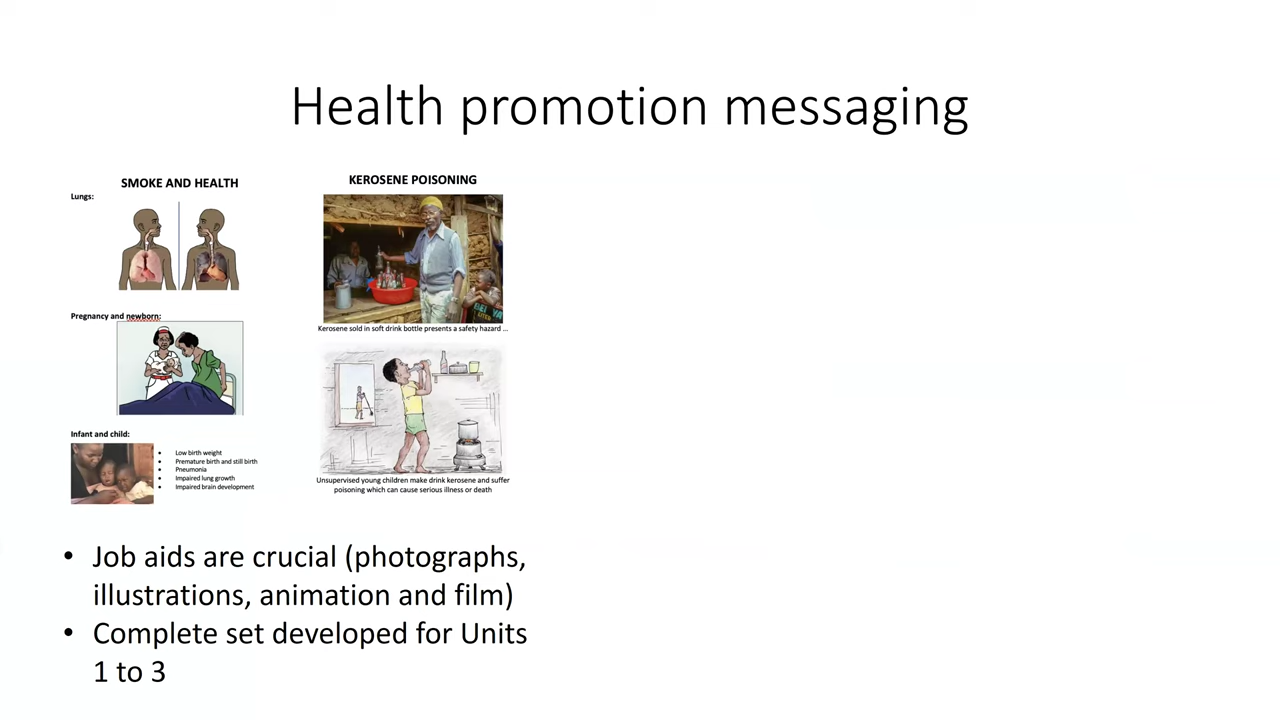 Health promotion messaging
SMOKE AND HEALTH
Lungs:
Pregnancy and newborn:
Infant and child:
• Low birth weight
• Premature birth and still birth
• Pneumonia
• Impaired lung growth
• Impaired brain development
KEROSENE POISONING
Kerosene sold in soft drink bottle presents a safety hazard ...
Unsupervised young children make drink kerosene and suffer
poisoning which can cause serious illness or death
• Job aids are crucial (photographs,
illustrations, animation and film)
• Complete set developed for Units
1 to 3